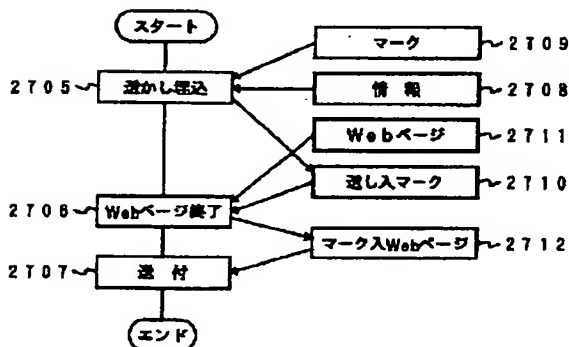 スタート
マーク 2709
2705 透かし埋込
情 報 2708
Webページ 2711
透し入マーク 2710
2706 Webページ終了
マーク入Webページ 2712
2707 送 付
エンド